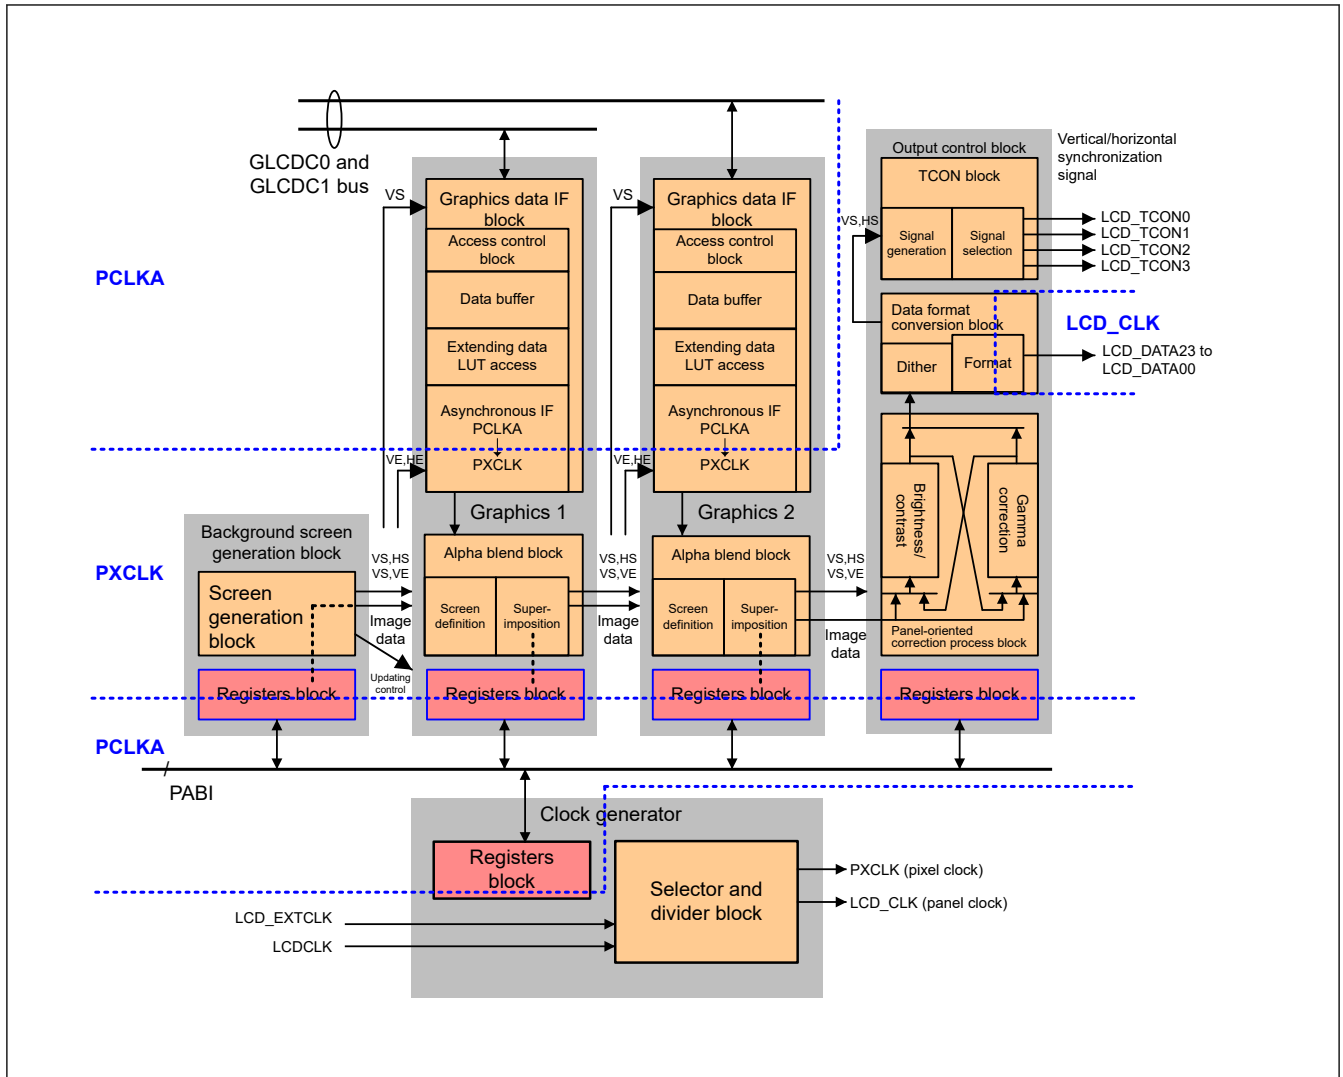 GLCDC0 and
GLCDC1 bus
PCLKA
VS
Graphics data IF
block
Access control
block
Data buffer
Extending data
LUT access
Asynchronous IF
PCLKA
PXCLK
VE,HE
Graphics 1
VS
Graphics data IF
block
Access control
block
Data buffer
Extending data
LUT access
Asynchronous IF
PCLKA
PXCLK
VE,HE
Graphics 2
Output control block
TCON block
VS,HS
Signal
generation
Signal
selection
Vertical/horizontal
synchronization
signal
LCD_TCON0
LCD_TCON1
LCD_TCON2
LCD_TCON3
Data format
conversion block
Dither
Format
LCD_CLK
LCD_DATA23 to
LCD_DATA00
Brightness/
contrast
Gamma
correction
Panel-oriented
correction process block
Registers block
PXCLK
Background screen
generation block
Screen
generation
block
Registers block
VS,HS
VS,VE
Image
data
Updating
control
Alpha blend block
Screen
definition
Super-
imposition
Registers block
VS,HS
VS,VE
Image
data
Alpha blend block
Screen
definition
Super-
imposition
Registers block
VS,HS
VS,VE
Image
data
PCLKA
PABI
Clock generator
Registers
block
Selector and
divider block
LCD_EXTCLK
LCDCLK
PXCLK (pixel clock)
LCD_CLK (panel clock)